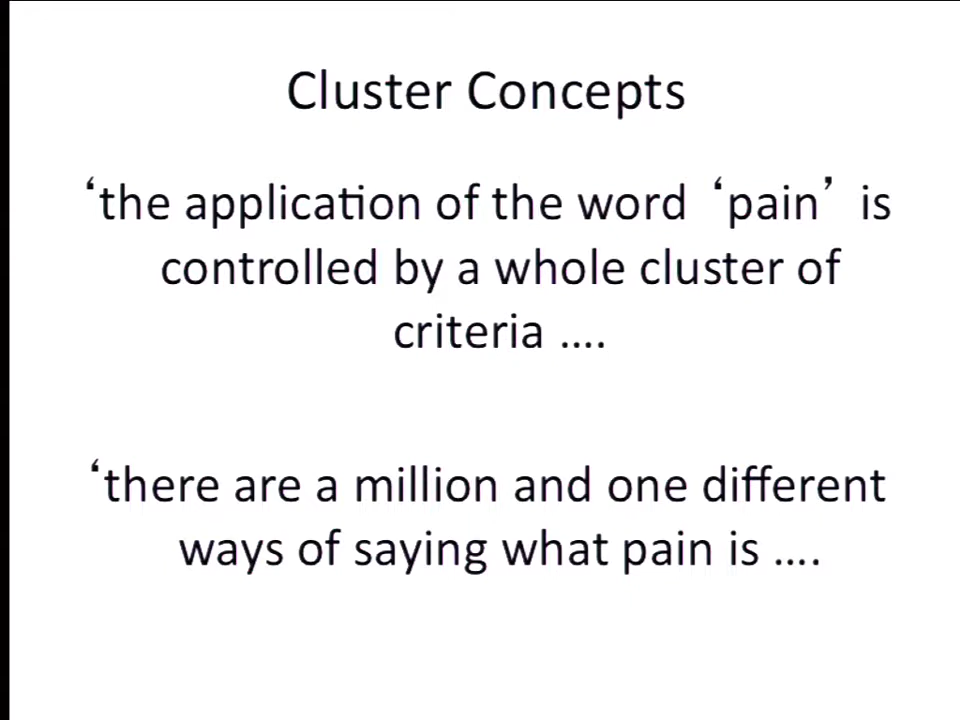 Cluster Concepts
‘the application of the word ‘pain’ is
controlled by a whole cluster of
criteria ....
‘there are a million and one different
ways of saying what pain is ....